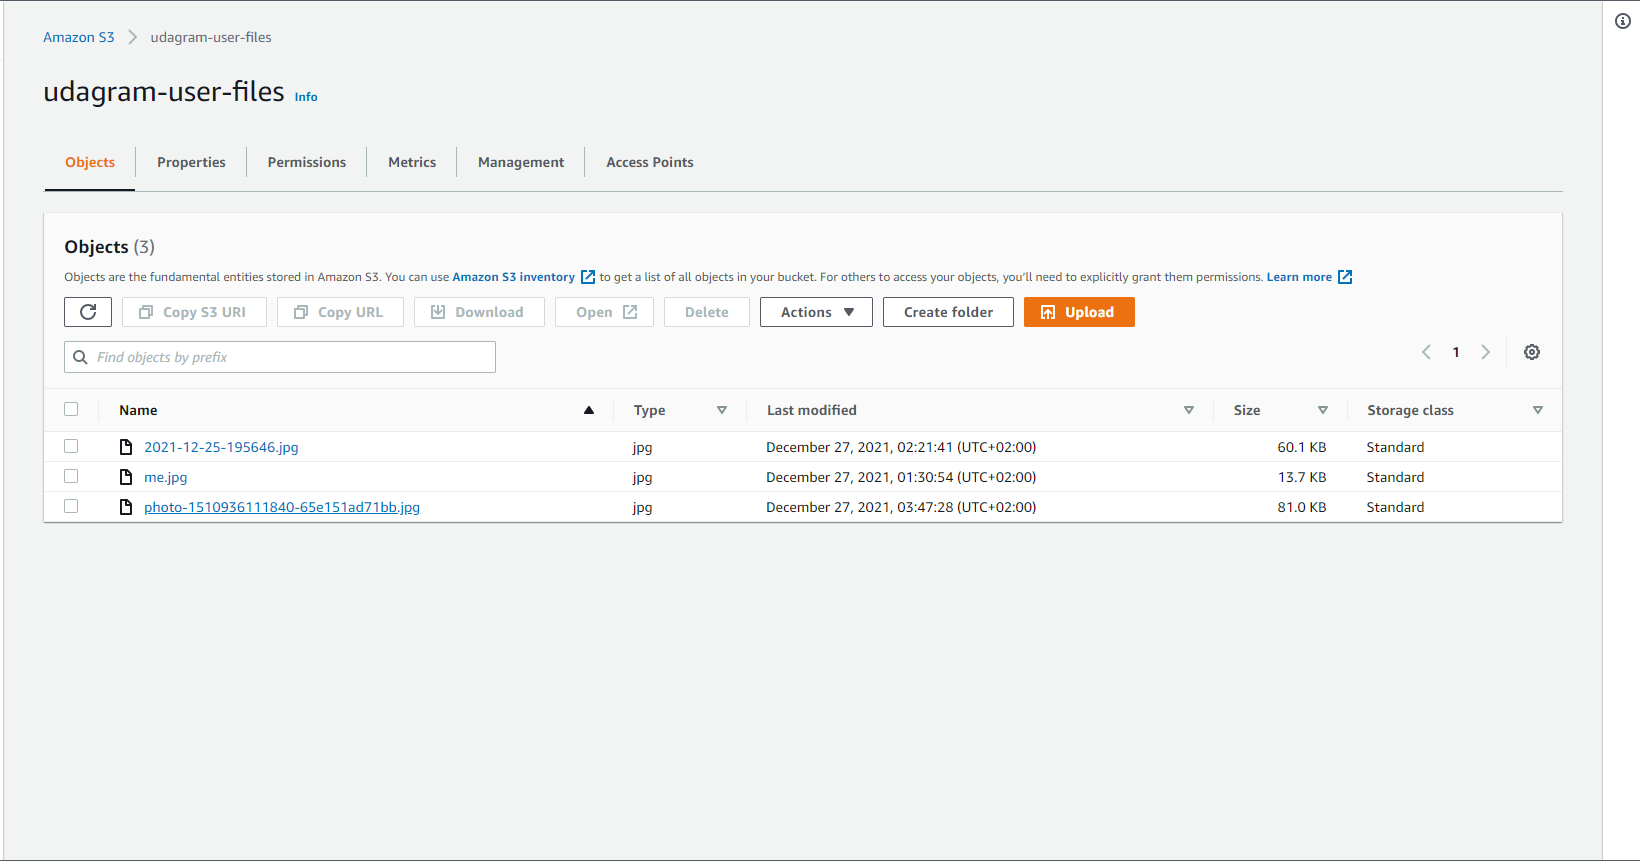 Amazon S3 > udagram-user-files
udagram-user-files Info
Objects Properties Permissions Metrics Management Access Points
Objects (3)
Objects are the fundamental entities stored in Amazon S3. You can use Amazon S3 inventory to get a list of all objects in your bucket. For others to access your objects, you'll need to explicitly grant them permissions. Learn more
Copy S3 URI Copy URL Download Open Delete Actions Create folder Upload
Find objects by prefix 1
Name Type Last modified Size Storage class
2021-12-25-195646.jpg jpg December 27, 2021, 02:21:41 (UTC+02:00) 60.1 KB Standard
me.jpg jpg December 27, 2021, 01:30:54 (UTC+02:00) 13.7 KB Standard
photo-1510936111840-65e151ad71bb.jpg jpg December 27, 2021, 03:47:28 (UTC+02:00) 81.0 KB Standard